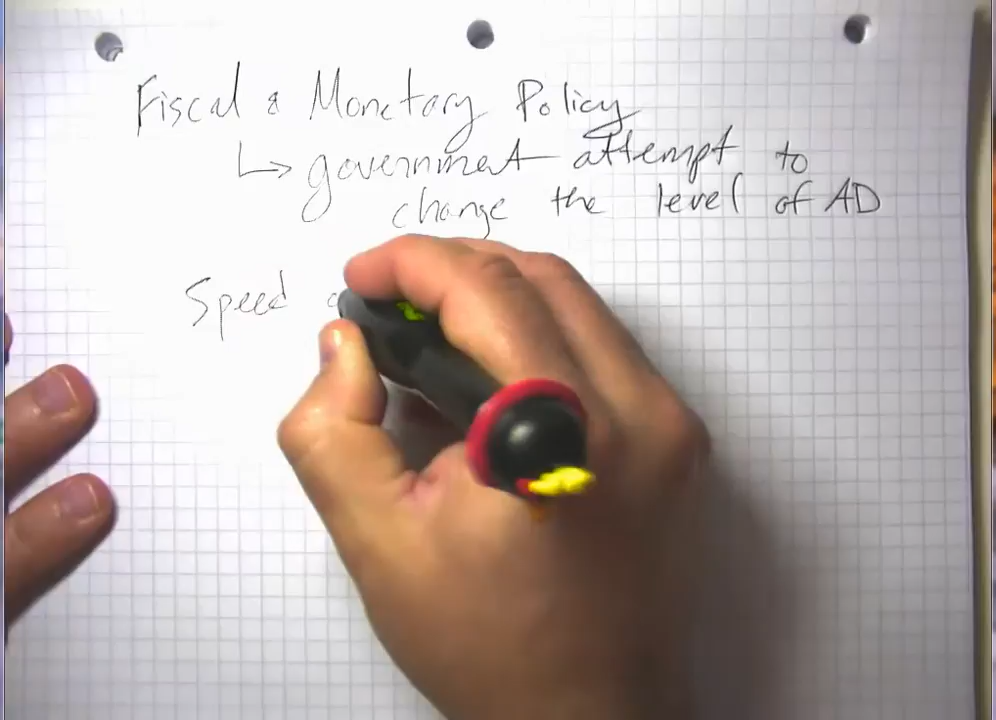 Fiscal & Monetary Policy
↳ government attempt to
change the level of AD
Speed